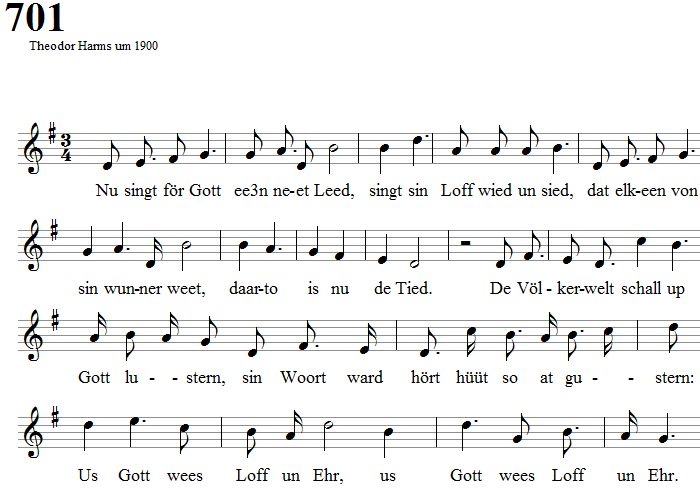 701
Theodor Harms um 1900
3
4
Nu singt för Gott ee3n ne-et Leed, singt sin Loff wied un sied, dat elk-een von
sin wun-ner weet, daar-to is nu de Tied. De Völ-ker-welt schall up
Gott lu - - stern, sin Woort ward hört hüüt so at gu - - stern:
Us Gott wees Loff un Ehr, us Gott wees Loff un Ehr.